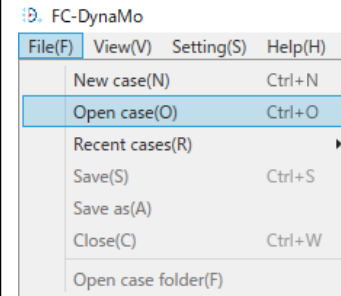 FC-DynaMo
File(F) View(V) Setting(S) Help(H)
New case(N) Ctrl+N
Open case(O) Ctrl+O
Recent cases(R)
Save(S) Ctrl+S
Save as(A)
Close(C) Ctrl+W
Open case folder(F)